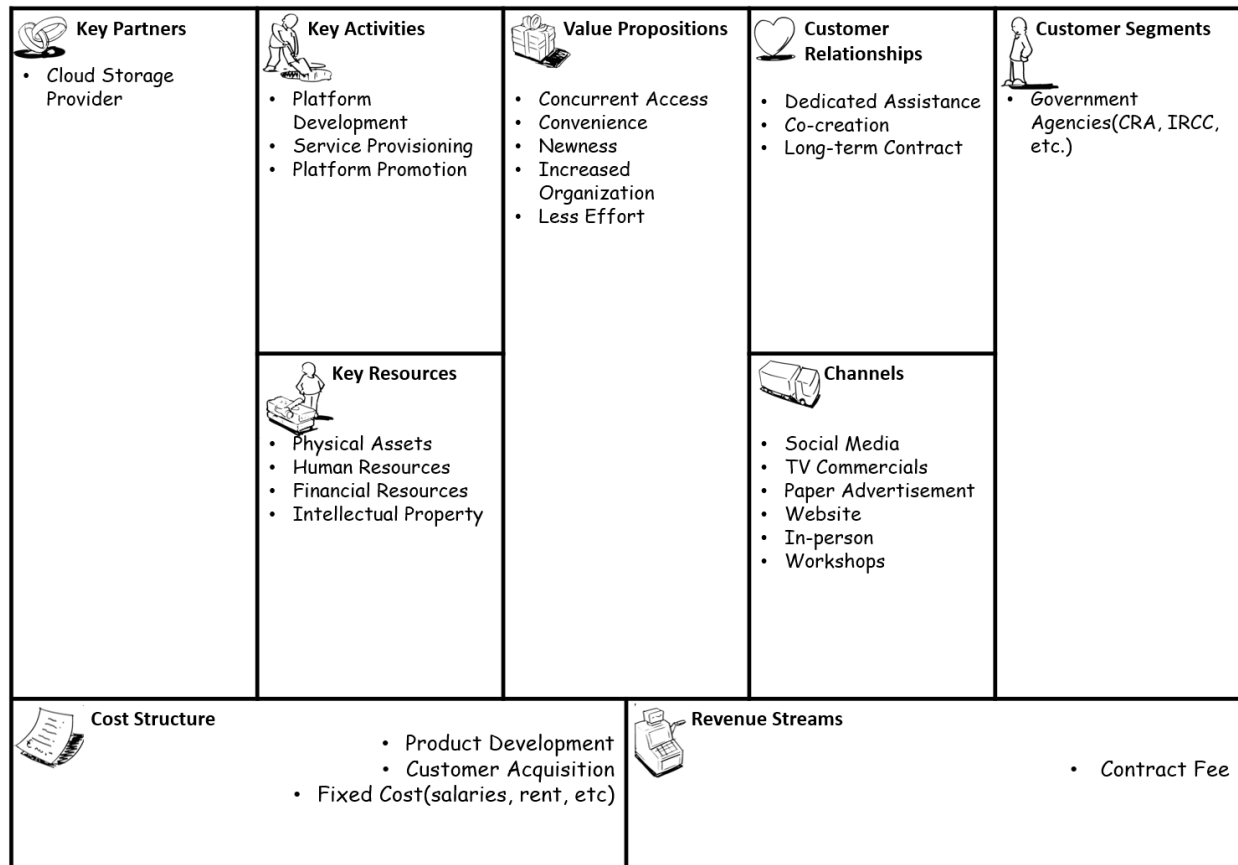 Key Partners
• Cloud Storage
Provider
Key Activities
• Platform
Development
• Service Provisioning
• Platform Promotion
Key Resources
• Physical Assets
• Human Resources
• Financial Resources
• Intellectual Property
Value Propositions
• Concurrent Access
• Convenience
• Newness
• Increased
Organization
• Less Effort
Customer
Relationships
• Dedicated Assistance
• Co-creation
• Long-term Contract
Channels
• Social Media
• TV Commercials
• Paper Advertisement
• Website
• In-person
• Workshops
Customer Segments
• Government
Agencies(CRA, IRCC,
etc.)
Cost Structure
• Product Development
• Customer Acquisition
• Fixed Cost(salaries, rent, etc)
Revenue Streams
• Contract Fee